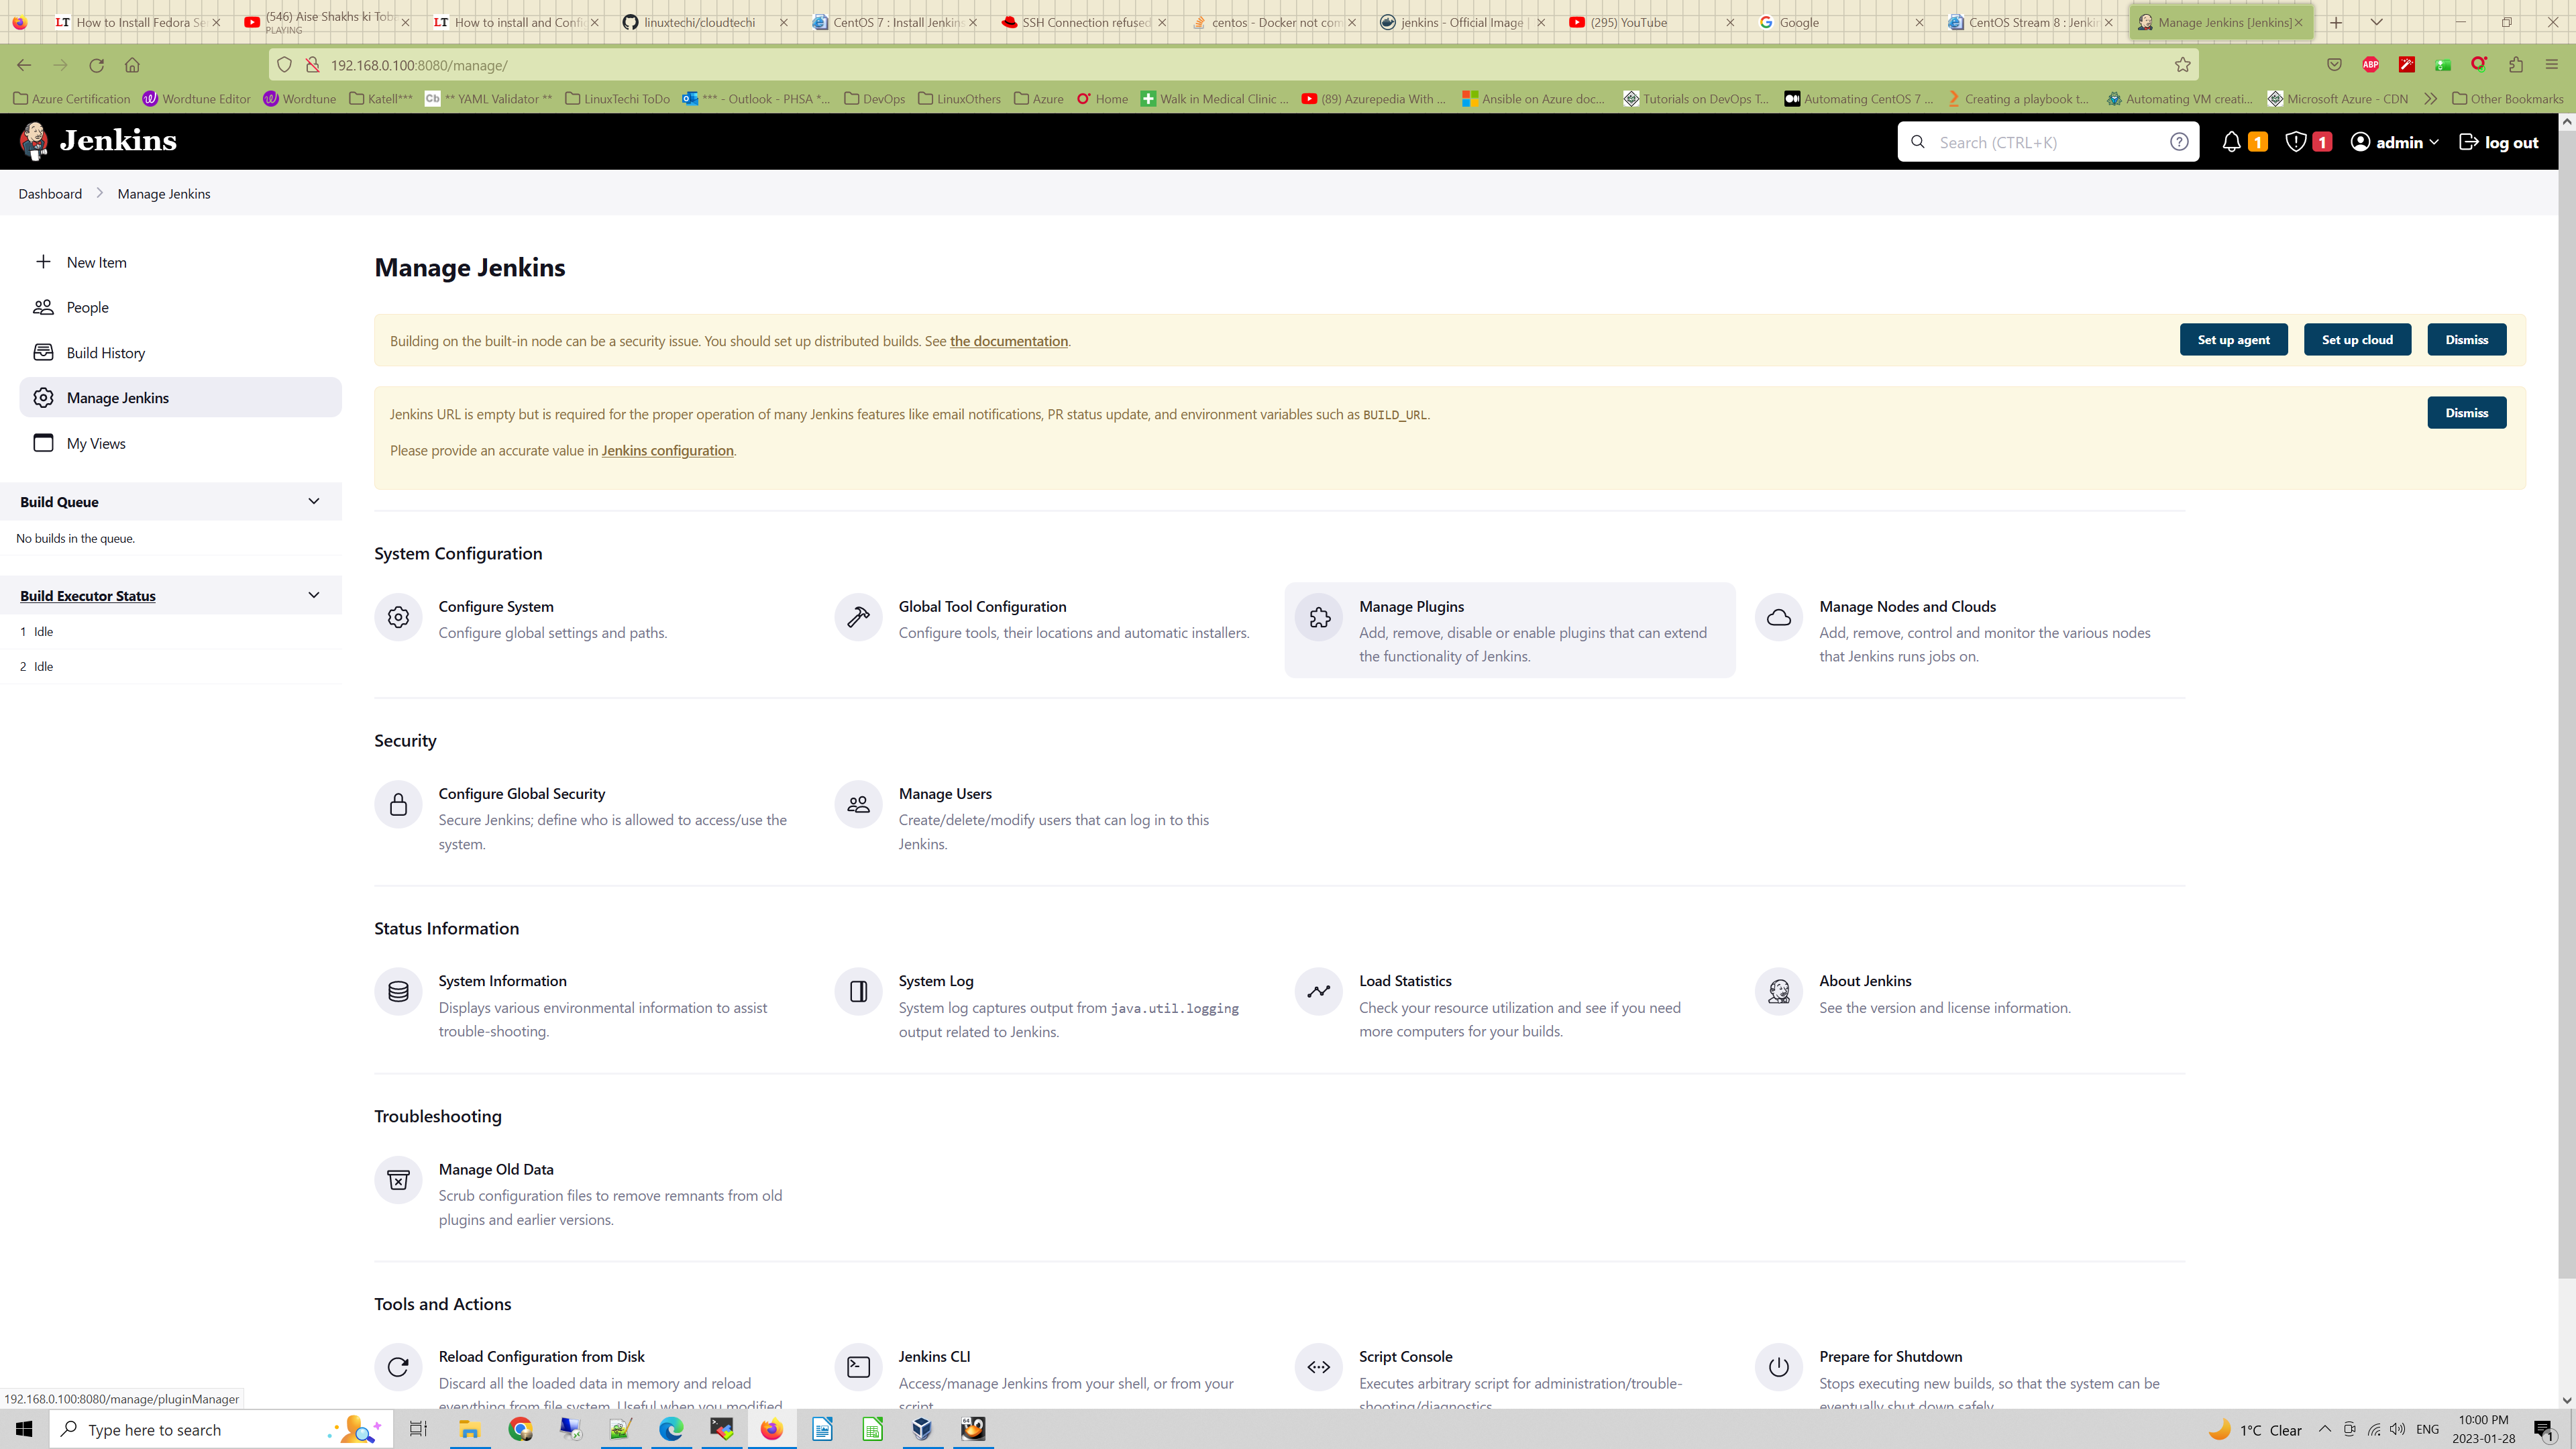 How to Install Fedora Se
(546) Aise Shakhs ki Tob
PLAYING
How to install and Config
linuxtechi/cloudtechi
CentOS 7 : Install Jenkins
SSH Connection refused
centos - Docker not com
jenkins - Official Image |
(295) YouTube
Google
CentOS Stream 8 : Jenkin
Manage Jenkins [Jenkins]
192.168.0.100:8080/manage/
Azure Certification
Wordtune Editor
Wordtune
Katell***
** YAML Validator **
LinuxTechi ToDo
*** - Outlook - PHSA *...
DevOps
LinuxOthers
Azure
Home
Walk in Medical Clinic ...
(89) Azurepedia With ...
Ansible on Azure doc...
Tutorials on DevOps T...
Automating CentOS 7 ...
Creating a playbook t...
Automating VM creati...
Microsoft Azure - CDN
Other Bookmarks
Jenkins
Search (CTRL+K)
1
1
admin
log out
Dashboard
Manage Jenkins
New Item
People
Build History
Manage Jenkins
My Views
Build Queue
No builds in the queue.
Build Executor Status
1 Idle
2 Idle
Manage Jenkins
Building on the built-in node can be a security issue. You should set up distributed builds. See the documentation.
Set up agent
Set up cloud
Dismiss
Jenkins URL is empty but is required for the proper operation of many Jenkins features like email notifications, PR status update, and environment variables such as BUILD_URL.
Dismiss
Please provide an accurate value in Jenkins configuration.
System Configuration
Configure System
Configure global settings and paths.
Global Tool Configuration
Configure tools, their locations and automatic installers.
Manage Plugins
Add, remove, disable or enable plugins that can extend
the functionality of Jenkins.
Manage Nodes and Clouds
Add, remove, control and monitor the various nodes
that Jenkins runs jobs on.
Security
Configure Global Security
Secure Jenkins; define who is allowed to access/use the
system.
Manage Users
Create/delete/modify users that can log in to this
Jenkins.
Status Information
System Information
Displays various environmental information to assist
trouble-shooting.
System Log
System log captures output from java.util.logging
output related to Jenkins.
Load Statistics
Check your resource utilization and see if you need
more computers for your builds.
About Jenkins
See the version and license information.
Troubleshooting
Manage Old Data
Scrub configuration files to remove remnants from old
plugins and earlier versions.
Tools and Actions
Reload Configuration from Disk
Discard all the loaded data in memory and reload
everything from file system. Useful when you modified
Jenkins CLI
Access/manage Jenkins from your shell, or from your
script.
Script Console
Executes arbitrary script for administration/trouble-
shooting/diagnostics.
Prepare for Shutdown
Stops executing new builds, so that the system can be
eventually shut down safely.
192.168.0.100:8080/manage/pluginManager
Type here to search
1°C Clear
ENG
10:00 PM
2023-01-28
1